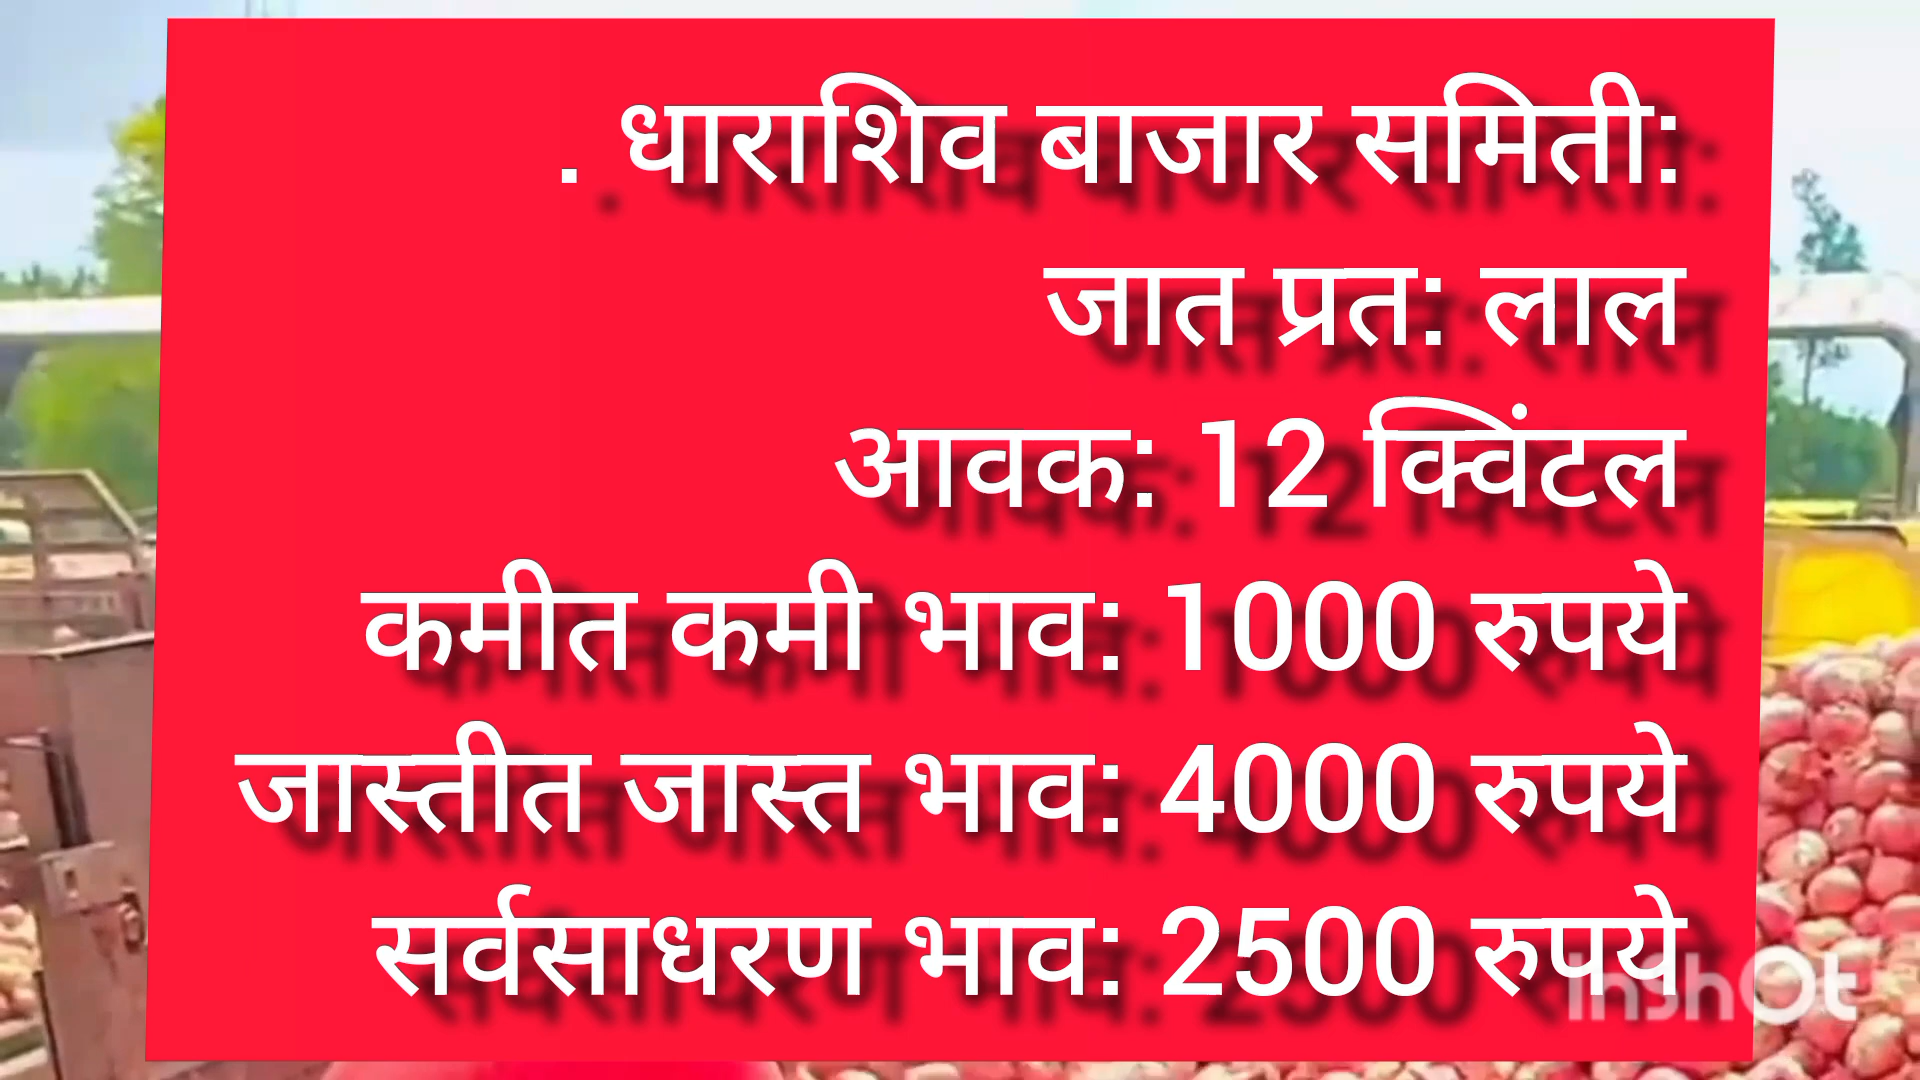 . धाराशिव बाजार समिती:
जात प्रत: लाल
आवक: 12 क्विंटल
कमीत कमी भाव: 1000 रुपये
जास्तीत जास्त भाव: 4000 रुपये
सर्वसाधरण भाव: 2500 रुपये
InShOt